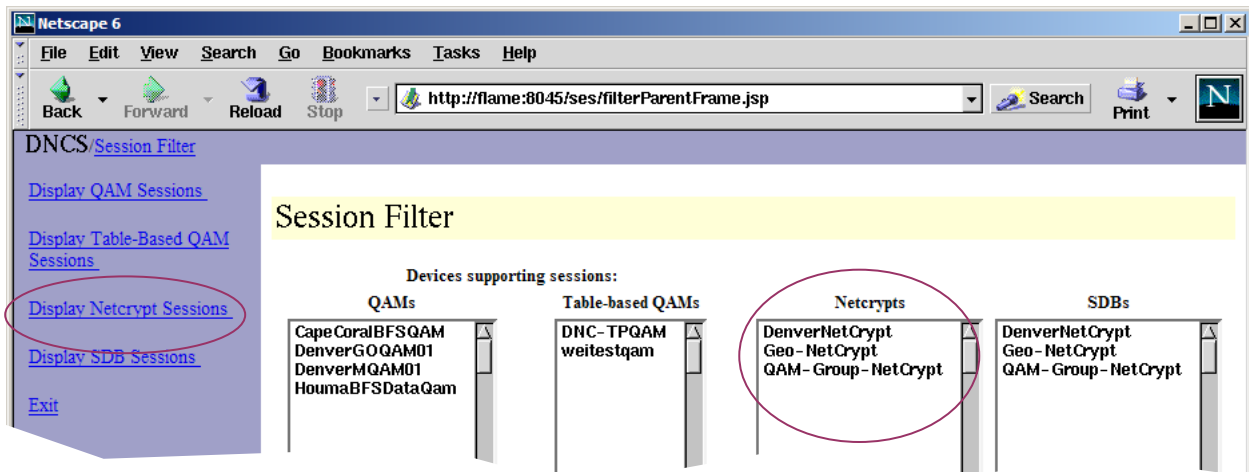 Netscape 6
File Edit View Search Go Bookmarks Tasks Help
Back Forward Reload Stop http://flame:8045/ses/filterParentFrame.jsp Search Print N
DNCS/Session Filter
Display QAM Sessions
Display Table-Based QAM
Sessions
Display Netcrypt Sessions
Display SDB Sessions
Exit
Session Filter
Devices supporting sessions:
QAMs Table-based QAMs Netcrypts SDBs
CapeCoralBFSQAM
DenverGOQAM01
DenverMQAM01
HoumaBFSDataQam
DNC-TPQAM
weitestqam
DenverNetCrypt
Geo-NetCrypt
QAM-Group-NetCrypt
DenverNetCrypt
Geo-NetCrypt
QAM-Group-NetCrypt